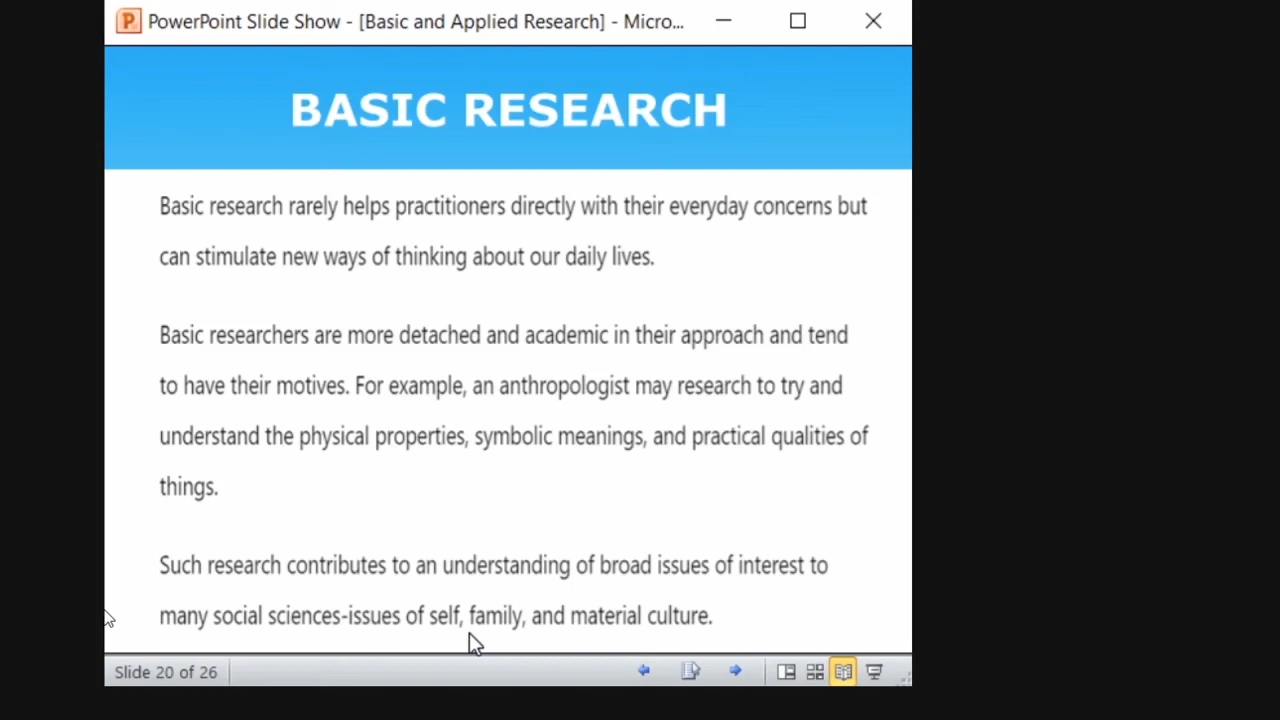 PowerPoint Slide Show - [Basic and Applied Research] - Micro...
BASIC RESEARCH
Basic research rarely helps practitioners directly with their everyday concerns but
can stimulate new ways of thinking about our daily lives.
Basic researchers are more detached and academic in their approach and tend
to have their motives. For example, an anthropologist may research to try and
understand the physical properties, symbolic meanings, and practical qualities of
things.
Such research contributes to an understanding of broad issues of interest to
many social sciences-issues of self, family, and material culture.
Slide 20 of 26